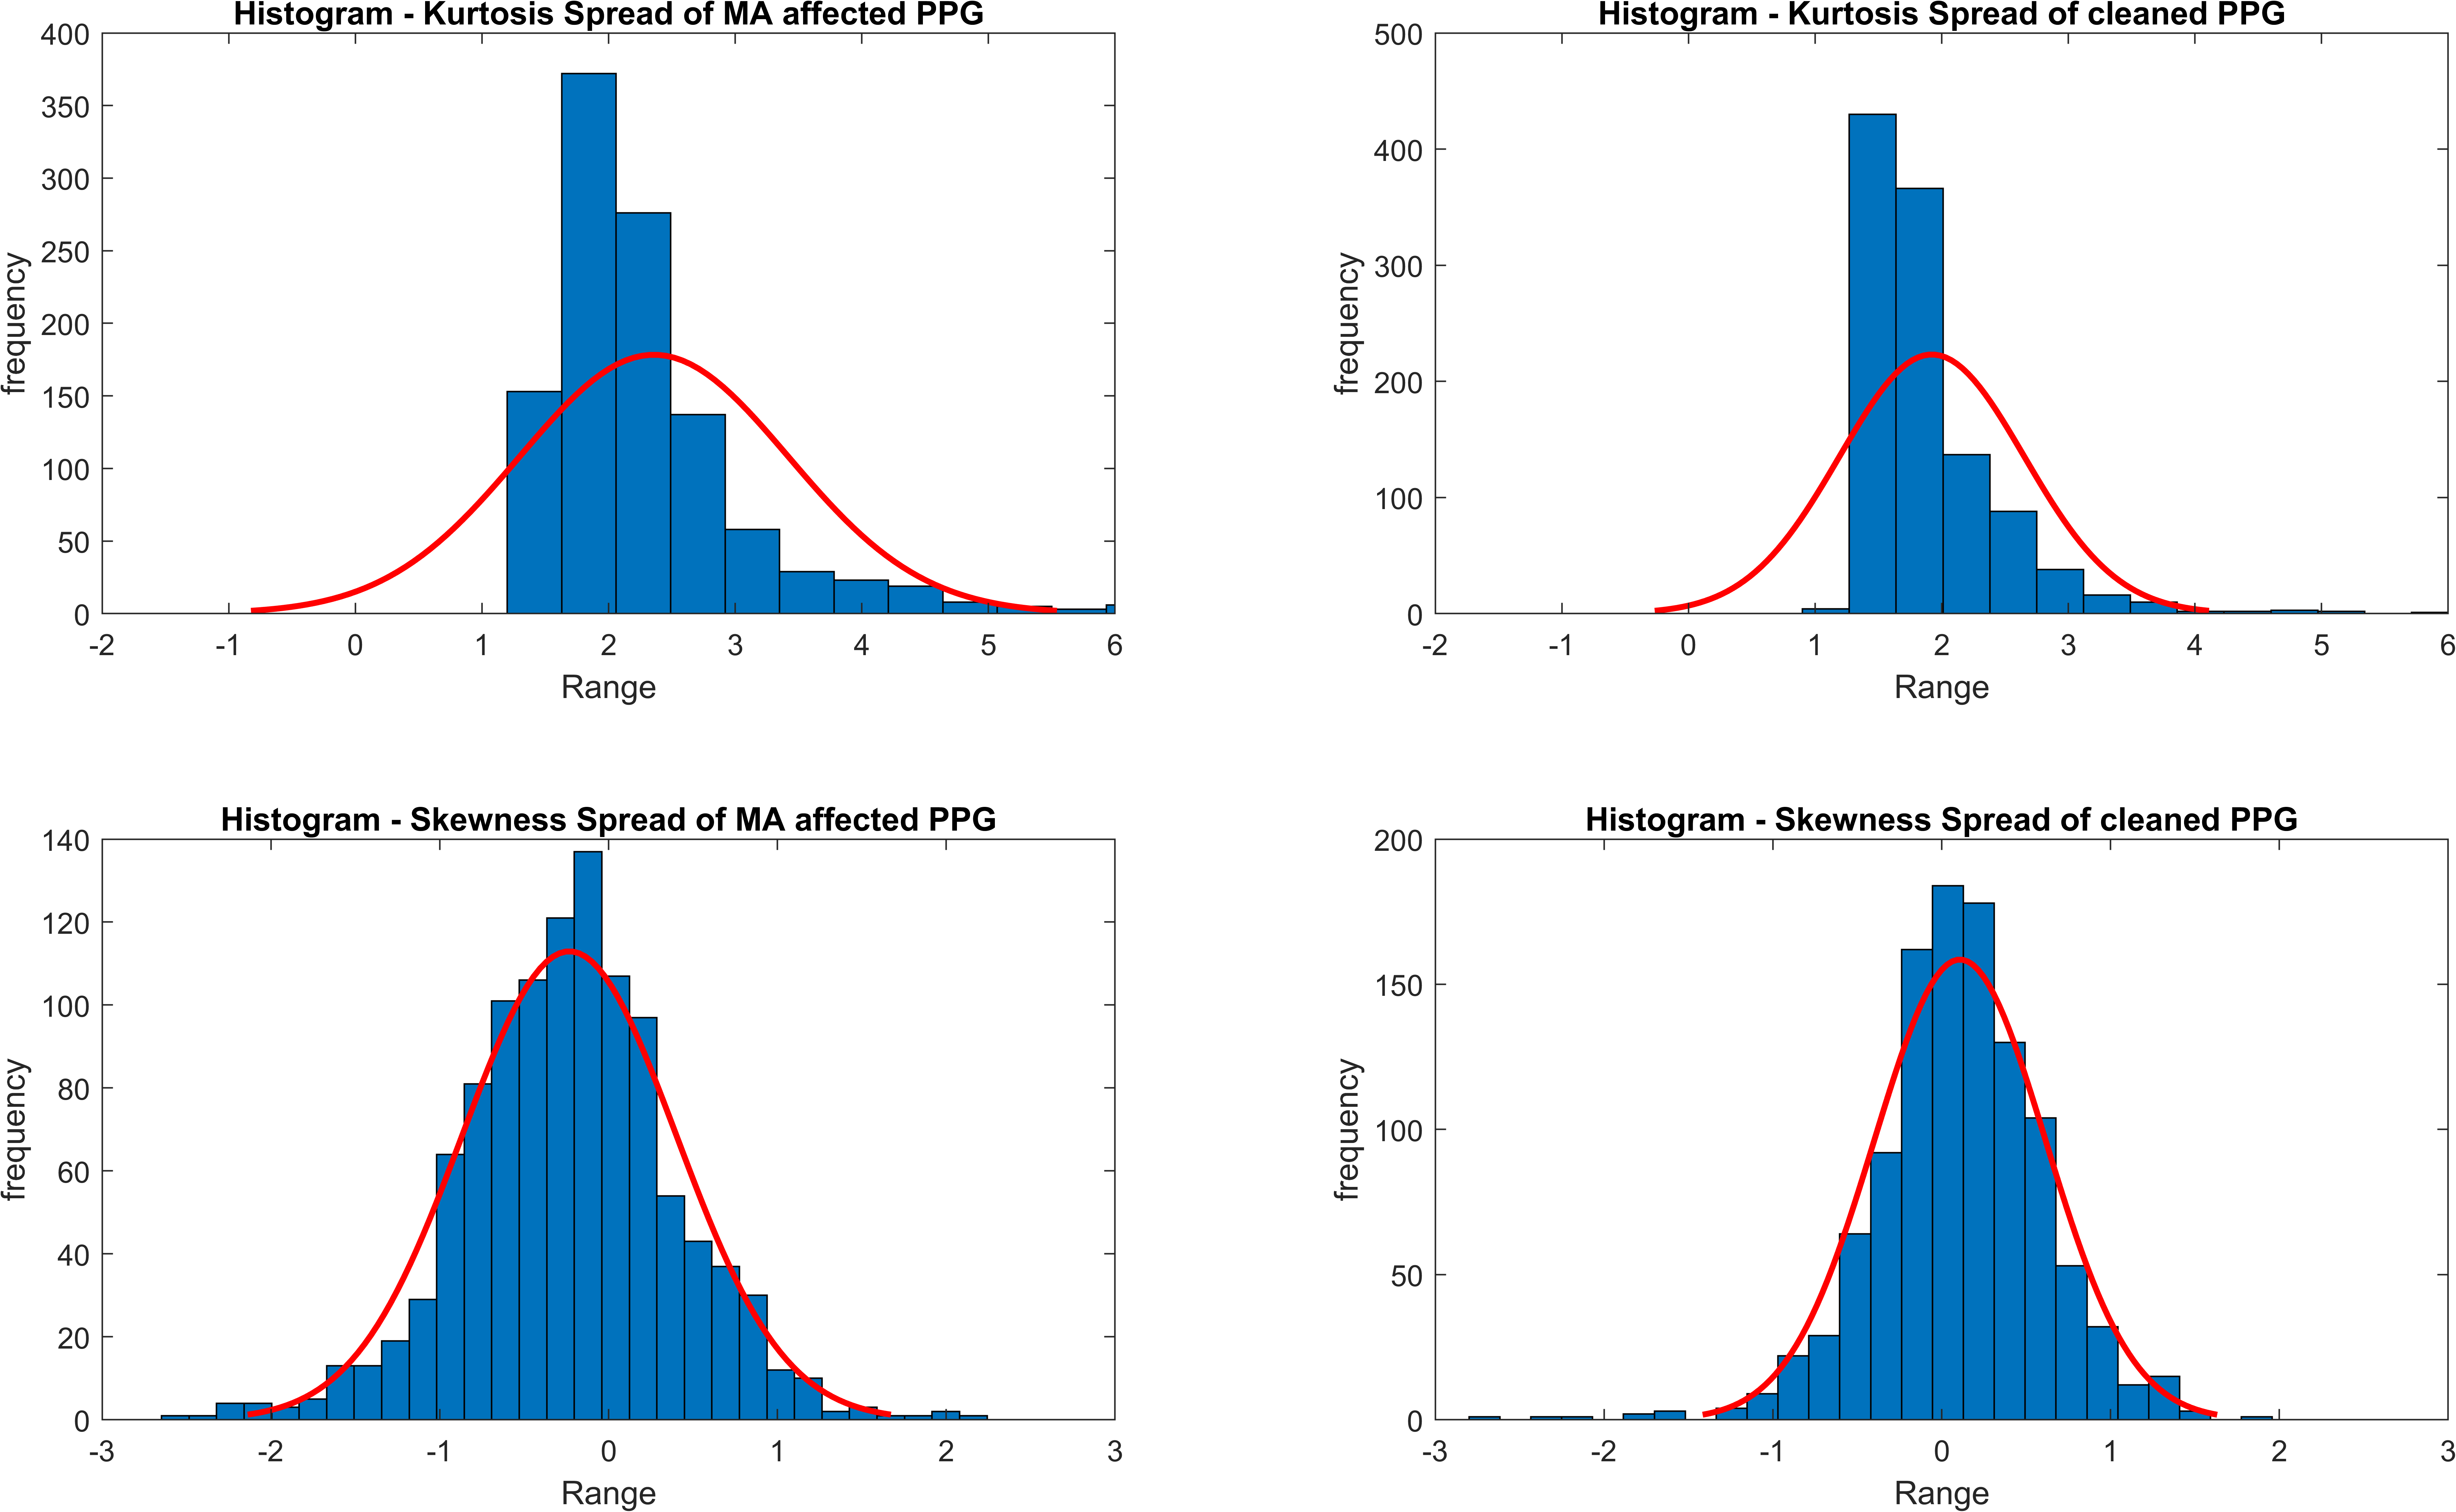 Histogram - Kurtosis Spread of MA affected PPG
400
350
300
250
200
150
100
50
0
frequency
-2 -1 0 1 2 3 4 5 6
Range
Histogram - Kurtosis Spread of cleaned PPG
500
400
300
200
100
0
frequency
-2 -1 0 1 2 3 4 5 6
Range
Histogram - Skewness Spread of MA affected PPG
140
120
100
80
60
40
20
0
frequency
-3 -2 -1 0 1 2 3
Range
Histogram - Skewness Spread of cleaned PPG
200
150
100
50
0
frequency
-3 -2 -1 0 1 2 3
Range